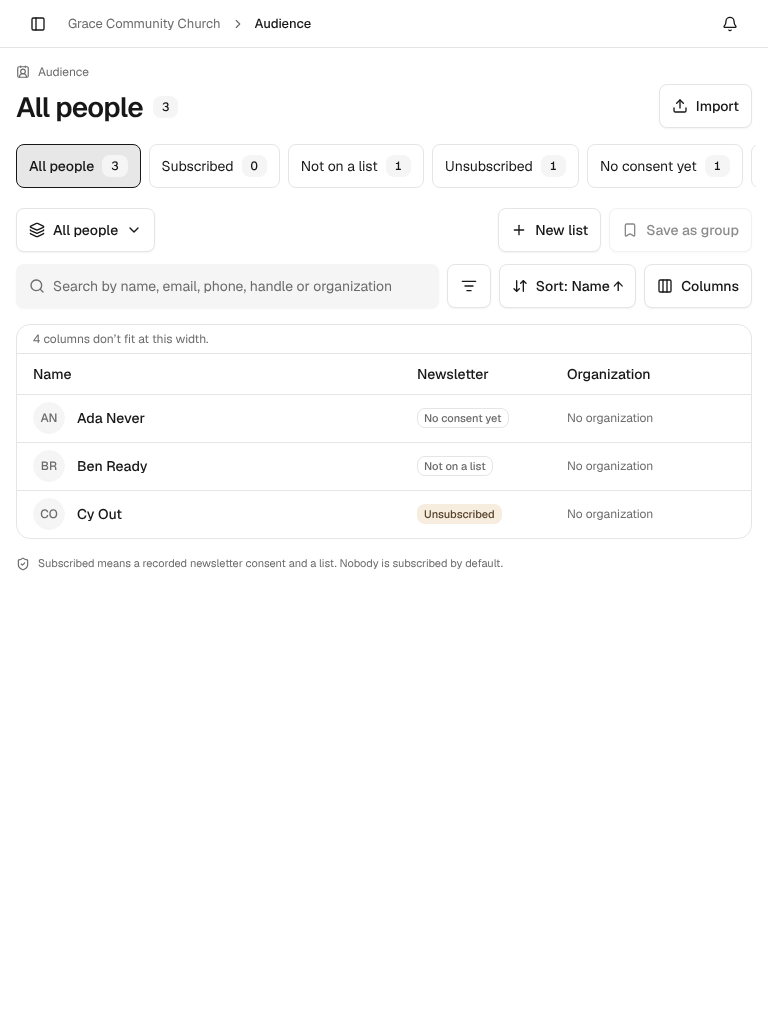 Grace Community Church > Audience
Audience
All people 3
Import
All people 3 Subscribed 0 Not on a list 1 Unsubscribed 1 No consent yet 1
All people
New list Save as group
Search by name, email, phone, handle or organization
Sort: Name ↑ Columns
4 columns don’t fit at this width.
Name Newsletter Organization
AN Ada Never No consent yet No organization
BR Ben Ready Not on a list No organization
CO Cy Out Unsubscribed No organization
Subscribed means a recorded newsletter consent and a list. Nobody is subscribed by default.